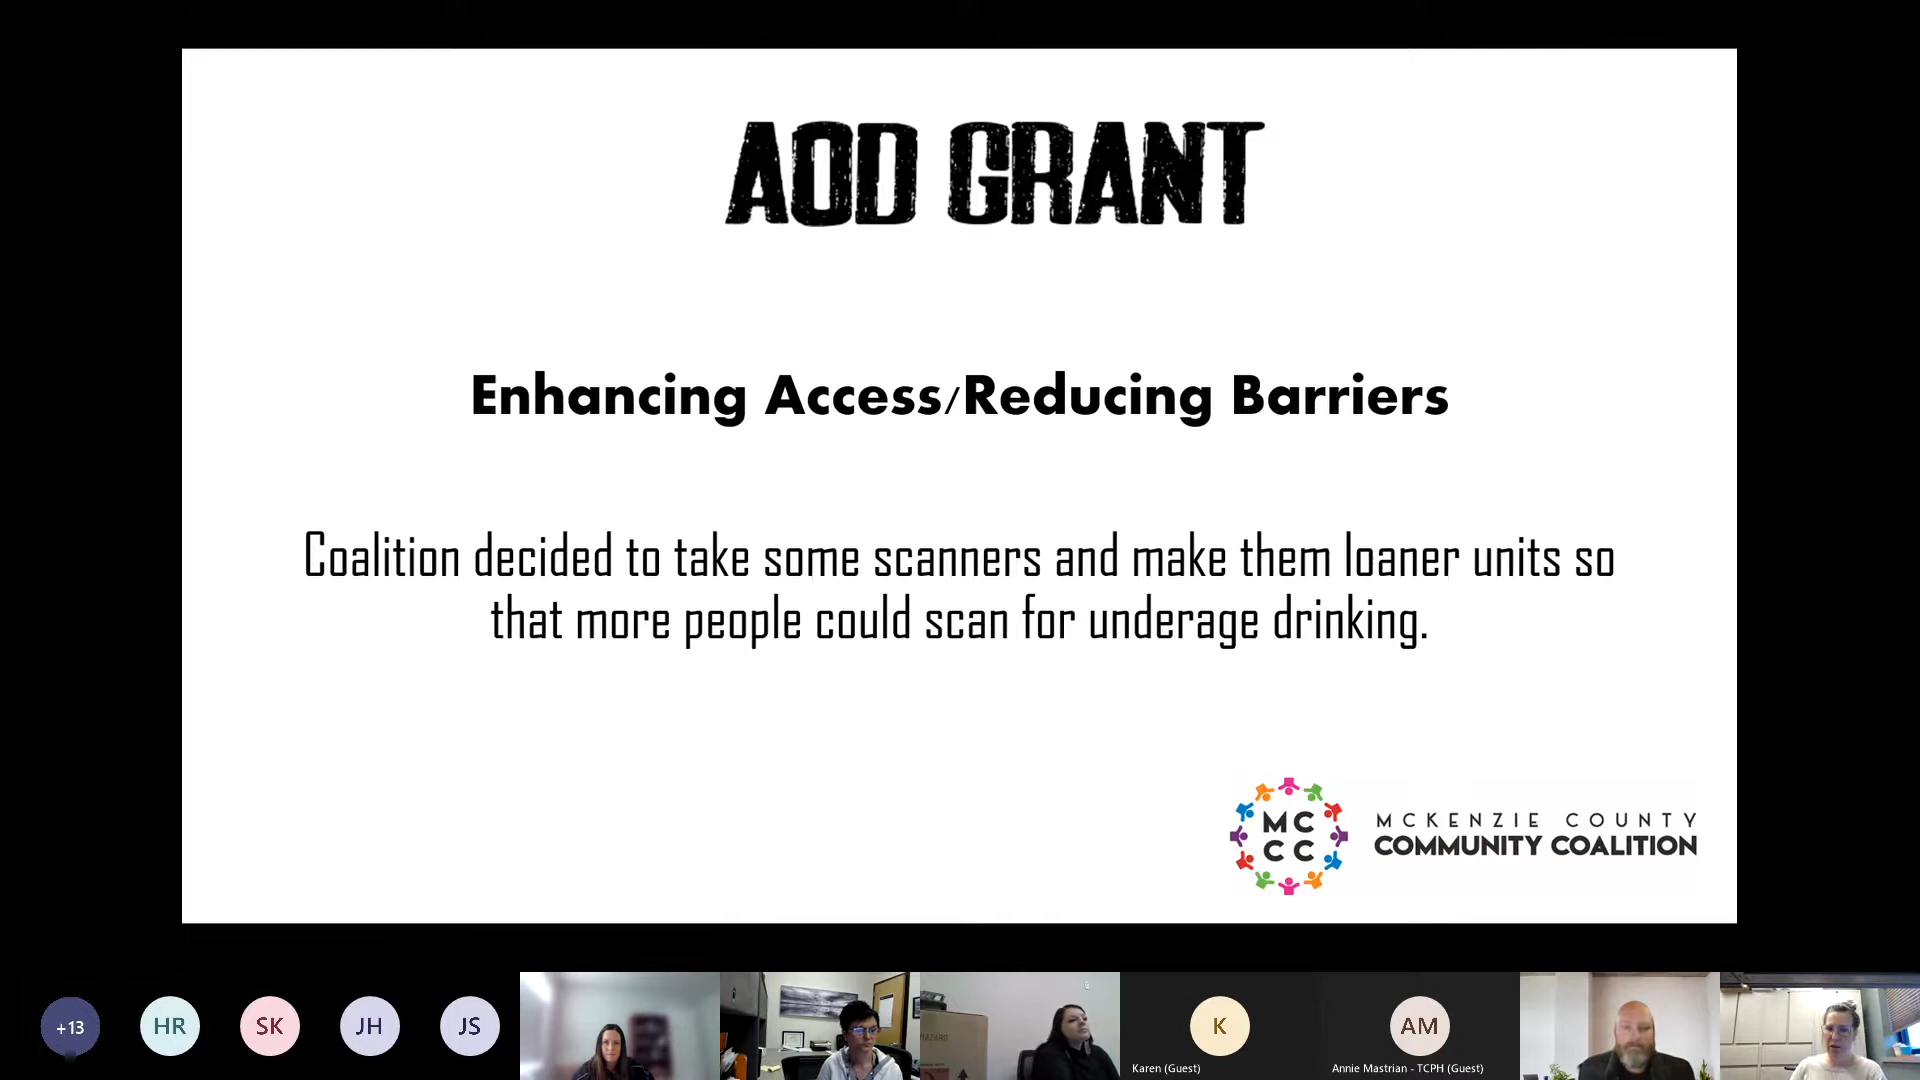 AOD GRANT
Enhancing Access/Reducing Barriers
Coalition decided to take some scanners and make them loaner units so
that more people could scan for underage drinking.
MC
CC
MCKENZIE COUNTY
COMMUNITY COALITION
+13
HR
SK
JH
JS
K
Karen (Guest)
AM
Annie Mastrian - TCPH (Guest)